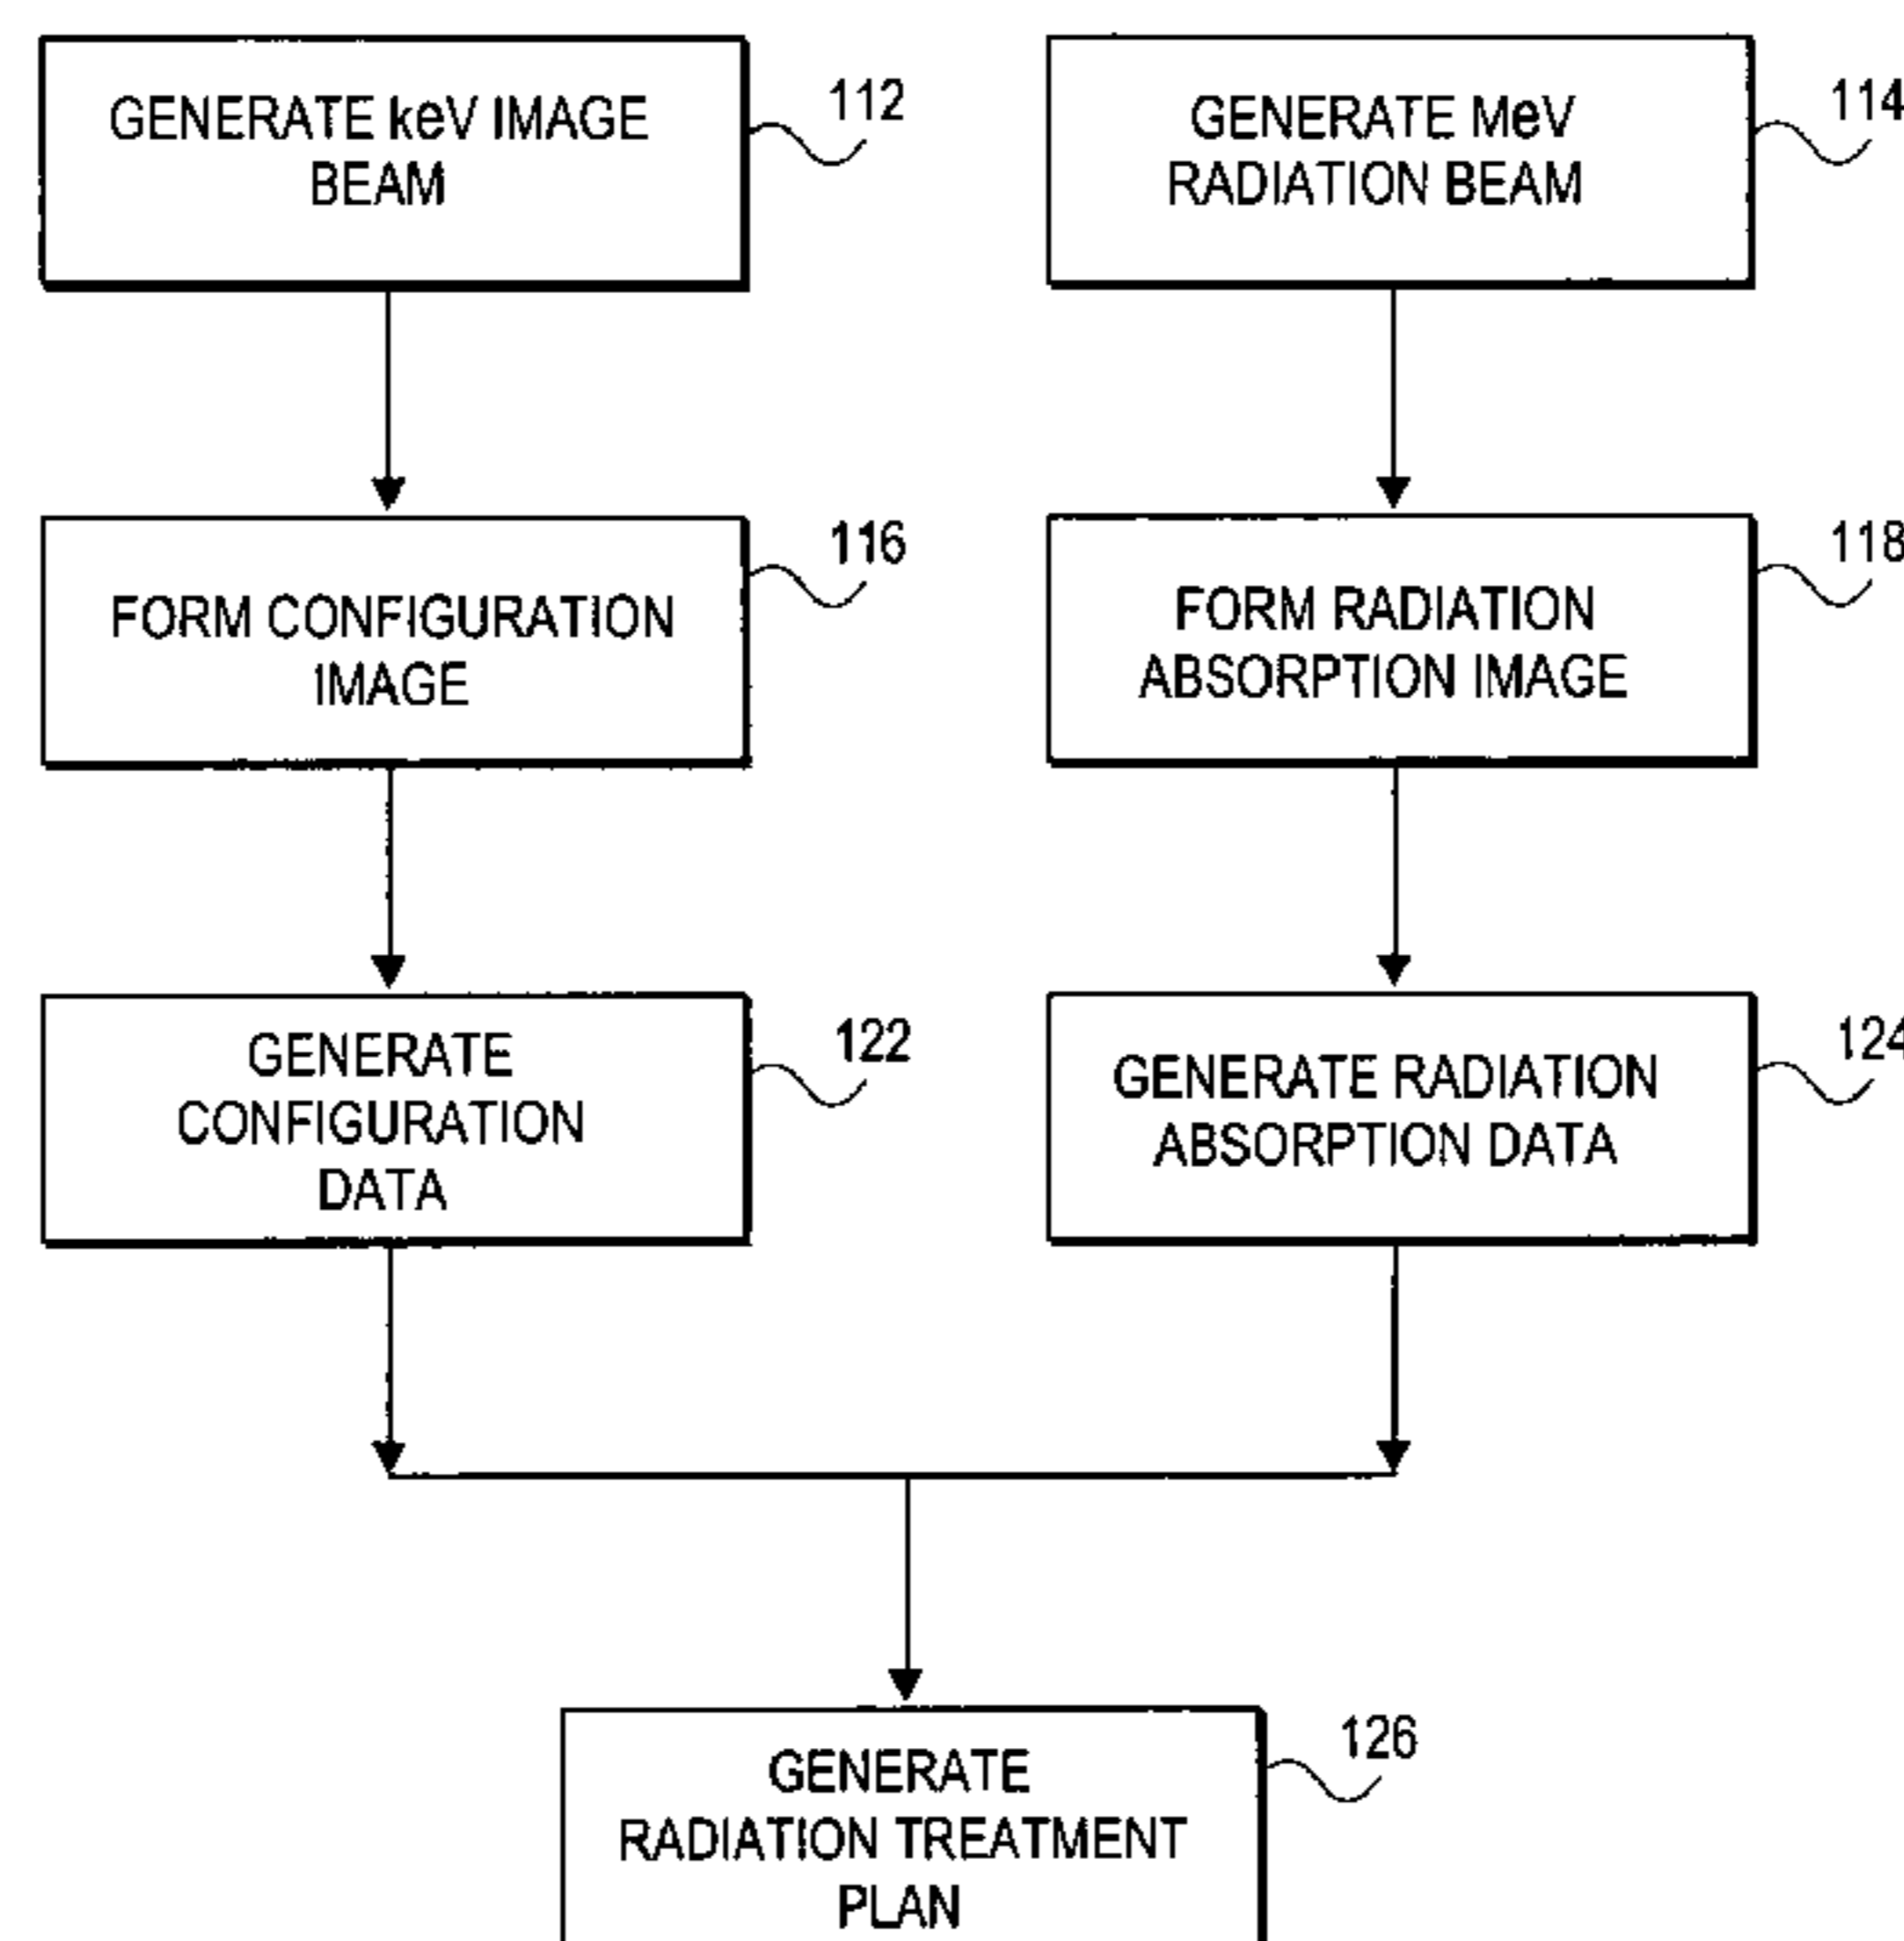 GENERATE keV IMAGE
BEAM
112
GENERATE MeV
RADIATION BEAM
114
FORM CONFIGURATION
IMAGE
116
FORM RADIATION
ABSORPTION IMAGE
118
GENERATE
CONFIGURATION
DATA
122
GENERATE RADIATION
ABSORPTION DATA
124
GENERATE
RADIATION TREATMENT
PLAN
126